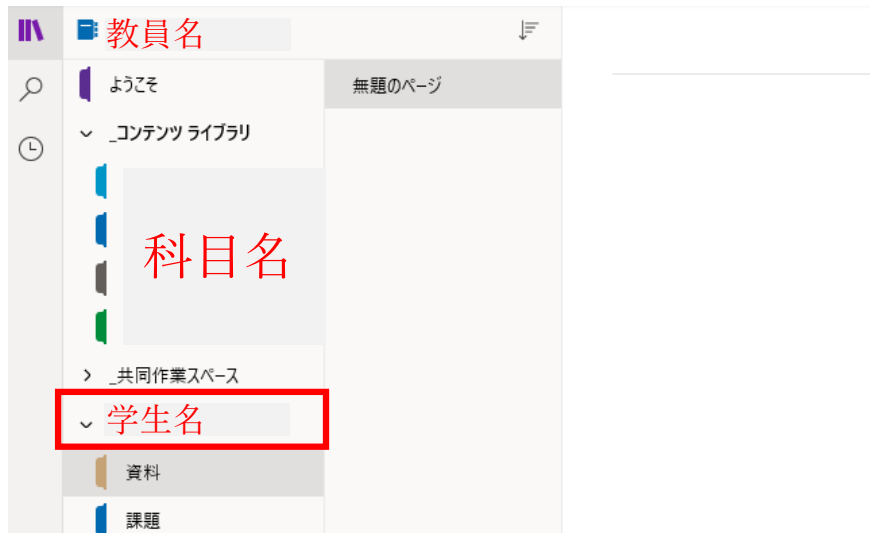 教員名
ようこそ
無題のページ
_コンテンツ ライブラリ
科目名
_共同作業スペース
学生名
資料
課題